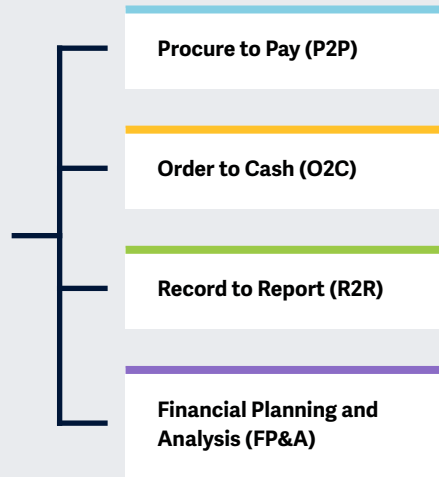 Procure to Pay (P2P)
Order to Cash (O2C)
Record to Report (R2R)
Financial Planning and
Analysis (FP&A)